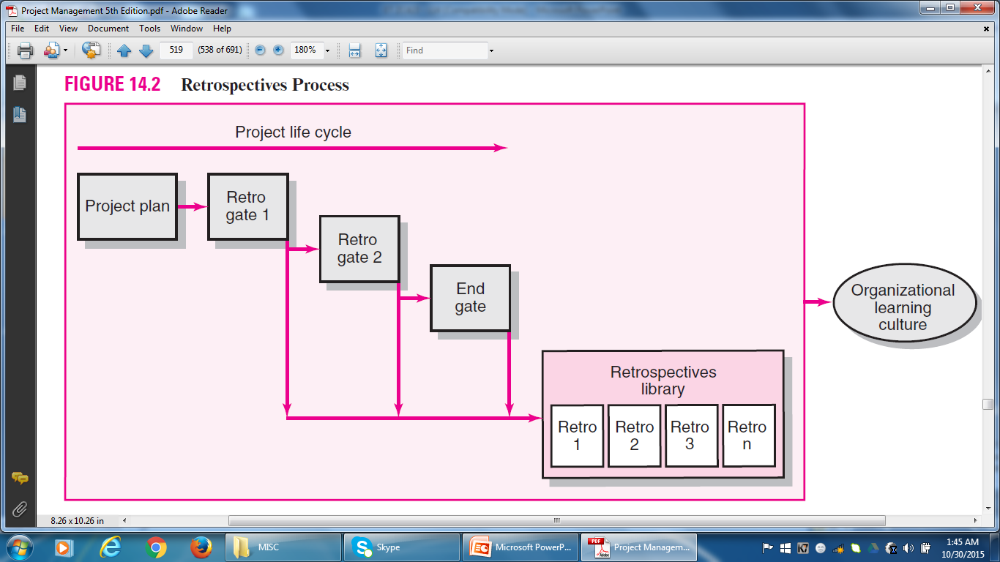 Project Management 5th Edition.pdf - Adobe Reader
File Edit View Document Tools Window Help
519 (538 of 691) 180% Find
FIGURE 14.2 Retrospectives Process
Project life cycle
Project plan
Retro
gate 1
Retro
gate 2
End
gate
Organizational
learning
culture
Retrospectives
library
Retro
1
Retro
2
Retro
3
Retro
n
8.26 x 10.26 in
MISC
Skype
Microsoft PowerP...
PDF
Adobe
Project Managem...
K7
1:45 AM
10/30/2015